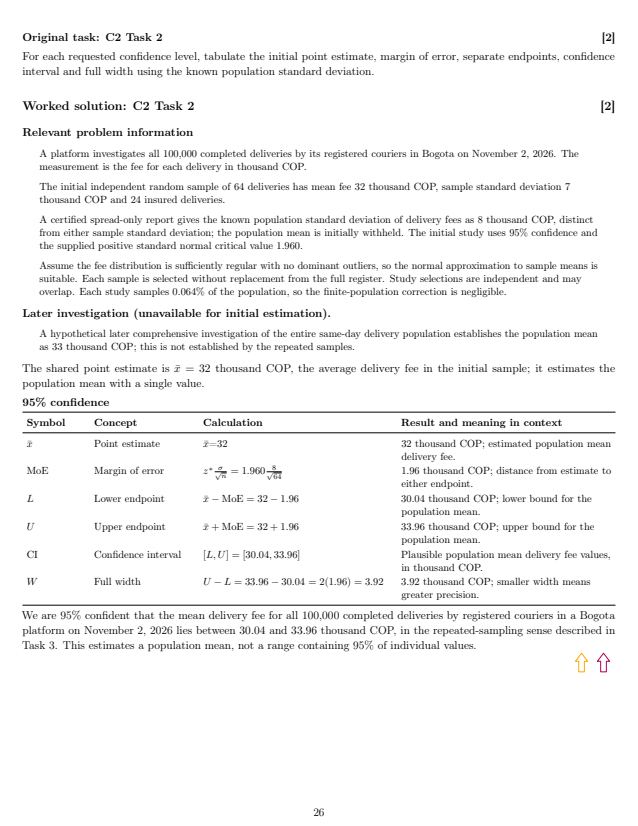 Original task: C2 Task 2 [2]
For each requested confidence level, tabulate the initial point estimate, margin of error, separate endpoints, confidence
interval and full width using the known population standard deviation.
Worked solution: C2 Task 2 [2]
Relevant problem information
A platform investigates all 100,000 completed deliveries by its registered couriers in Bogota on November 2, 2026. The
measurement is the fee for each delivery in thousand COP.
The initial independent random sample of 64 deliveries has mean fee 32 thousand COP, sample standard deviation 7
thousand COP and 24 insured deliveries.
A certified spread-only report gives the known population standard deviation of delivery fees as 8 thousand COP, distinct
from either sample standard deviation; the population mean is initially withheld. The initial study uses 95% confidence and
the supplied positive standard normal critical value 1.960.
Assume the fee distribution is sufficiently regular with no dominant outliers, so the normal approximation to sample means is
suitable. Each sample is selected without replacement from the full register. Study selections are independent and may
overlap. Each study samples 0.064% of the population, so the finite-population correction is negligible.
Later investigation (unavailable for initial estimation).
A hypothetical later comprehensive investigation of the entire same-day delivery population establishes the population mean
as 33 thousand COP; this is not established by the repeated samples.
The shared point estimate is x̄ = 32 thousand COP, the average delivery fee in the initial sample; it estimates the
population mean with a single value.
95% confidence
Symbol Concept Calculation Result and meaning in context
x̄ Point estimate x̄=32 32 thousand COP; estimated population mean
delivery fee.
MoE Margin of error z* σ/√n = 1.960 8/√64 1.96 thousand COP; distance from estimate to
either endpoint.
L Lower endpoint x̄ − MoE = 32 − 1.96 30.04 thousand COP; lower bound for the
population mean.
U Upper endpoint x̄ + MoE = 32 + 1.96 33.96 thousand COP; upper bound for the
population mean.
CI Confidence interval [L, U] = [30.04, 33.96] Plausible population mean delivery fee values,
in thousand COP.
W Full width U − L = 33.96 − 30.04 = 2(1.96) = 3.92 3.92 thousand COP; smaller width means
greater precision.
We are 95% confident that the mean delivery fee for all 100,000 completed deliveries by registered couriers in a Bogota
platform on November 2, 2026 lies between 30.04 and 33.96 thousand COP, in the repeated-sampling sense described in
Task 3. This estimates a population mean, not a range containing 95% of individual values.
26